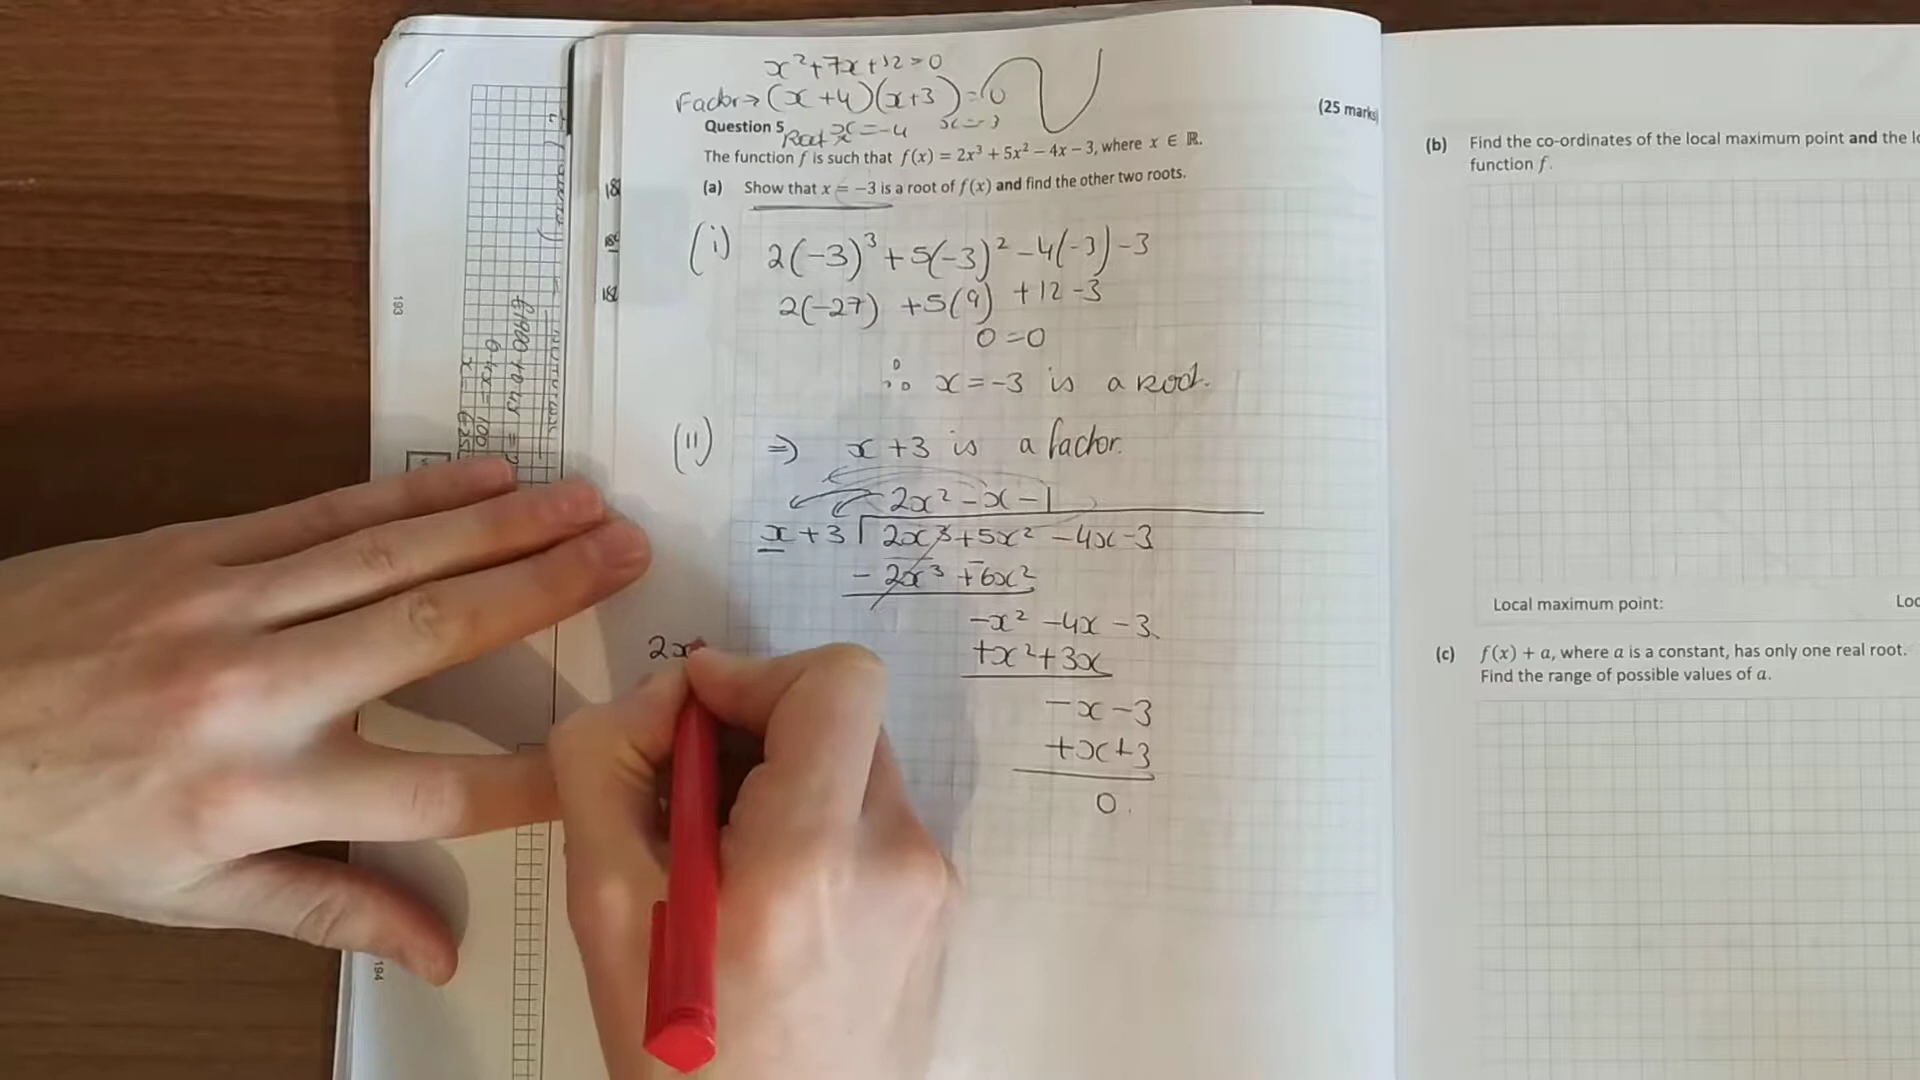 x²+7x+12=0
Factor→(x+4)(x+3)=0
(25 marks)
Question 5
Root x=-4 x=-3
The function f is such that f(x) = 2x³ + 5x² − 4x − 3, where x ∈ ℝ.
(a) Show that x = −3 is a root of f(x) and find the other two roots.
(i) 2(-3)³+5(-3)²-4(-3)-3
2(-27) +5(9) +12-3
0=0
∴ x=-3 is a root.
(II) ⇒ x+3 is a factor.
2x²-x-1
x+3 2x³+5x²-4x-3
- 2x³ +6x²
-x²-4x-3
+x²+3x
2x
-x-3
+x+3
0.
(b) Find the co-ordinates of the local maximum point and the
function f.
Local maximum point:
(c) f(x) + a, where a is a constant, has only one real root.
Find the range of possible values of a.
193
194